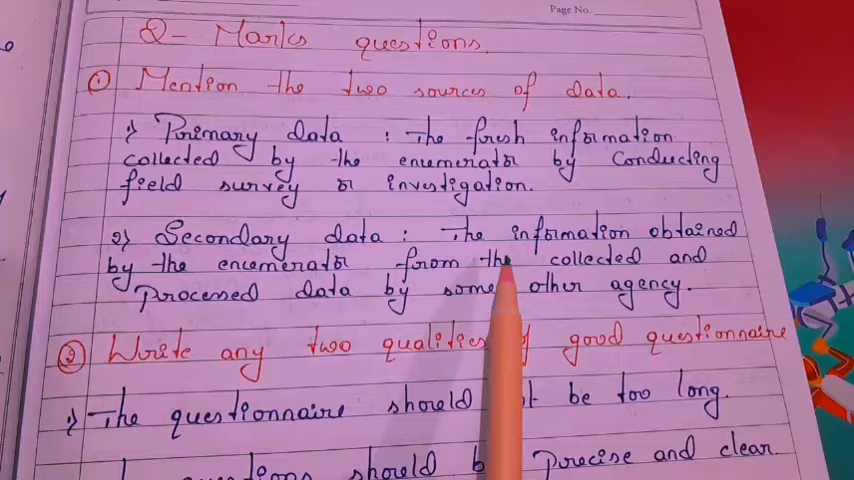 Page No.
2- Marks questions.
① Mention the two sources of data.
1) Primary data : The fresh information
collected by the enumerator by Conducting
field survey or investigation.
2) Secondary data : The information obtained
by the enumerator from the collected and
Processed data by some other agency.
② Write any two qualities of good questionnaire
1) The questionnaire should be too long.
questions should Precise and clear.